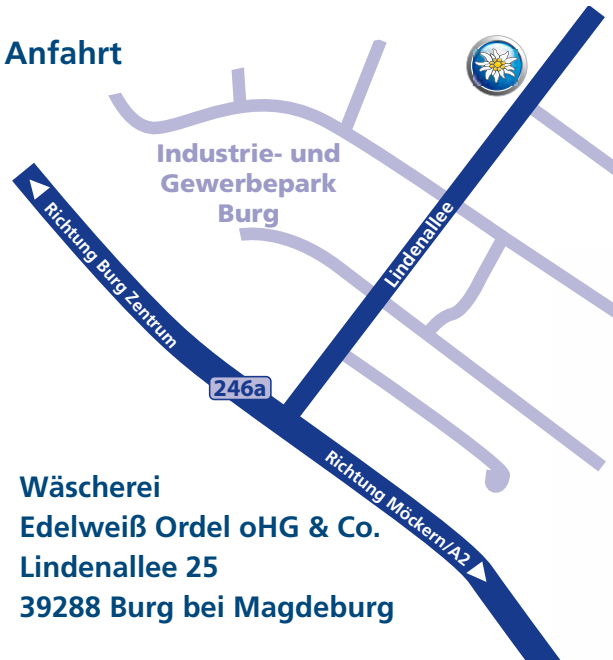 Anfahrt
Industrie- und
Gewerbepark
Burg
Richtung Burg Zentrum
Lindenallee
246a
Richtung Möckern/A2
Wäscherei
Edelweiß Ordel oHG & Co.
Lindenallee 25
39288 Burg bei Magdeburg